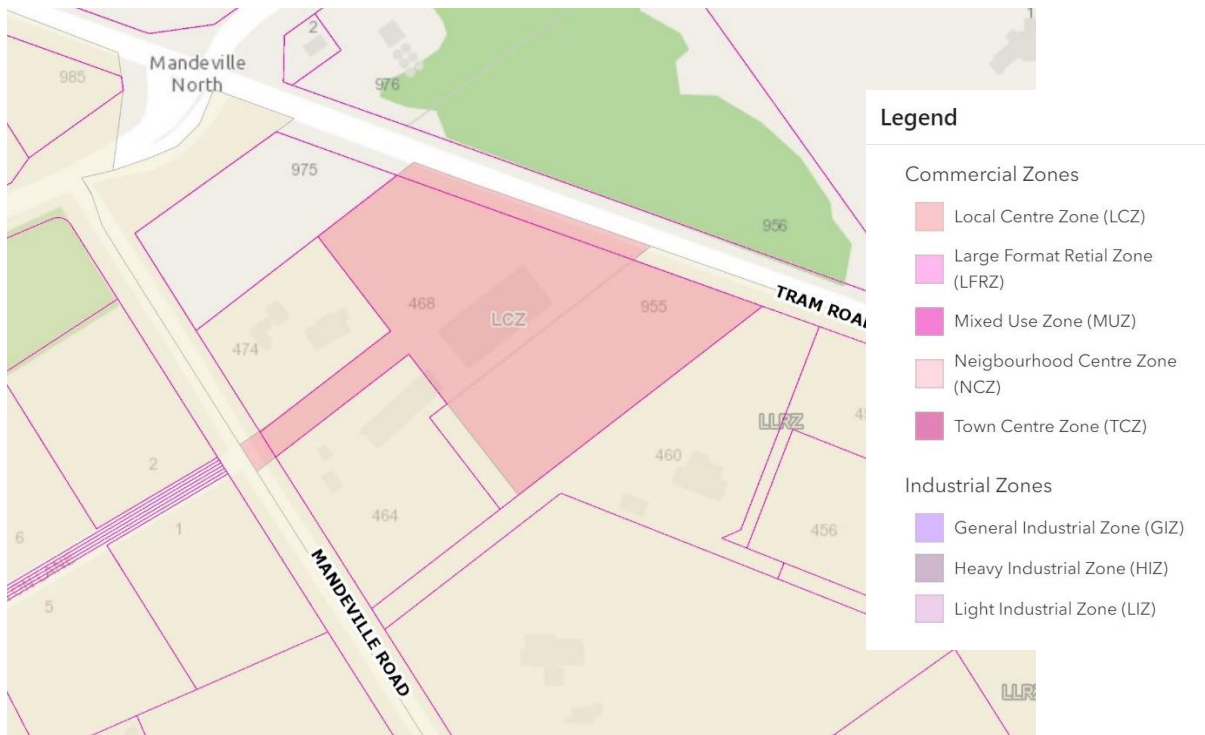 2
1
Mandeville
North
985
976
975
956
TRAM ROA
468
LCZ
955
474
LLRZ
45
460
2
464
456
6
1
5
MANDEVILLE ROAD
LLR
Legend
Commercial Zones
Local Centre Zone (LCZ)
Large Format Retial Zone
(LFRZ)
Mixed Use Zone (MUZ)
Neigbourhood Centre Zone
(NCZ)
Town Centre Zone (TCZ)
Industrial Zones
General Industrial Zone (GIZ)
Heavy Industrial Zone (HIZ)
Light Industrial Zone (LIZ)